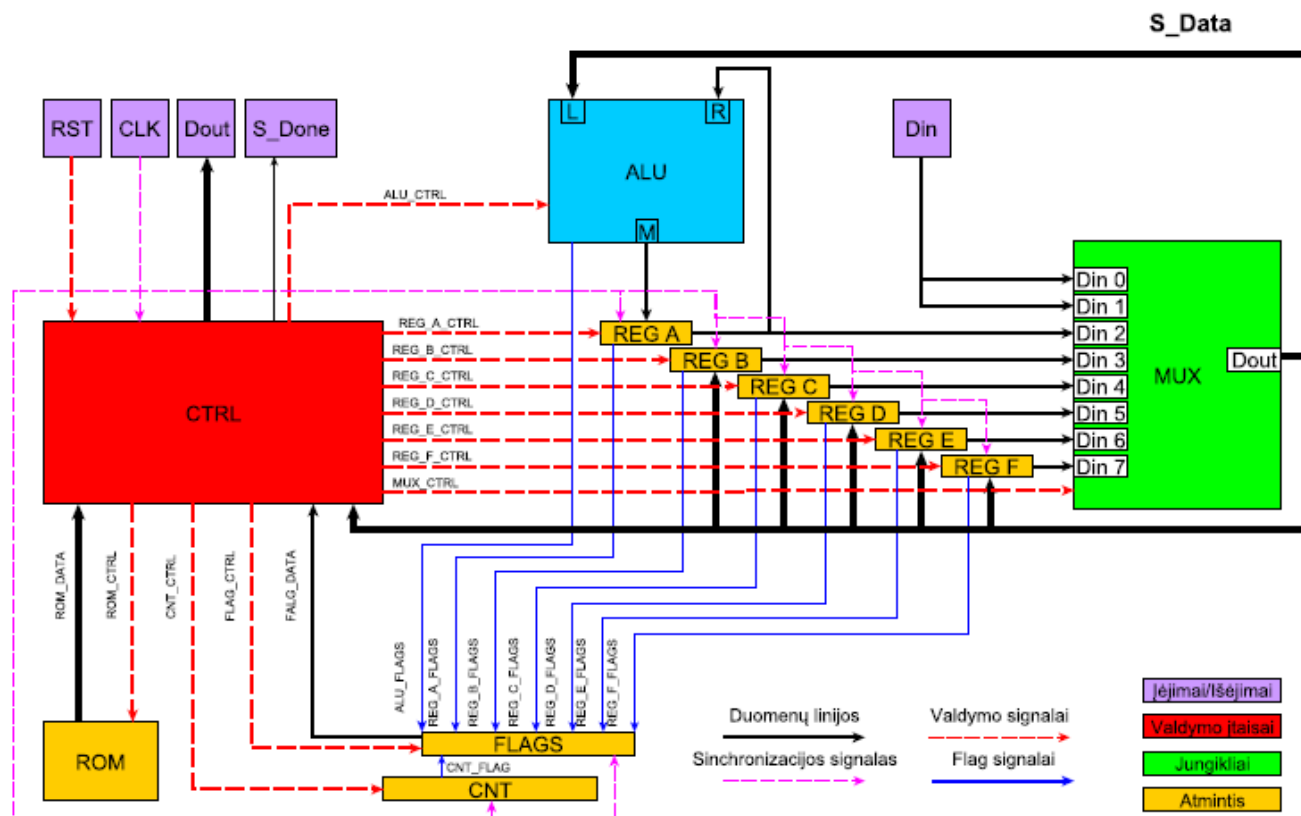 S_Data
RST
CLK
Dout
S_Done
L
R
Din
ALU
ALU_CTRL
M
Din 0
Din 1
REG_A_CTRL
REG A
Din 2
REG_B_CTRL
REG B
Din 3
Dout
MUX
REG_C_CTRL
REG C
Din 4
CTRL
REG_D_CTRL
REG D
Din 5
REG_E_CTRL
REG E
Din 6
REG_F_CTRL
REG F
Din 7
MUX_CTRL
ROM_DATA
ROM_CTRL
CNT_CTRL
FLAG_CTRL
FALG_DATA
ALU_FLAGS
REG_A_FLAGS
REG_B_FLAGS
REG_C_FLAGS
REG_D_FLAGS
REG_E_FLAGS
REG_F_FLAGS
ROM
FLAGS
CNT_FLAG
CNT
Duomenų linijos
Valdymo signalai
Sinchronizacijos signalas
Flag signalai
Įėjimai/Išėjimai
Valdymo įtaisai
Jungikliai
Atmintis